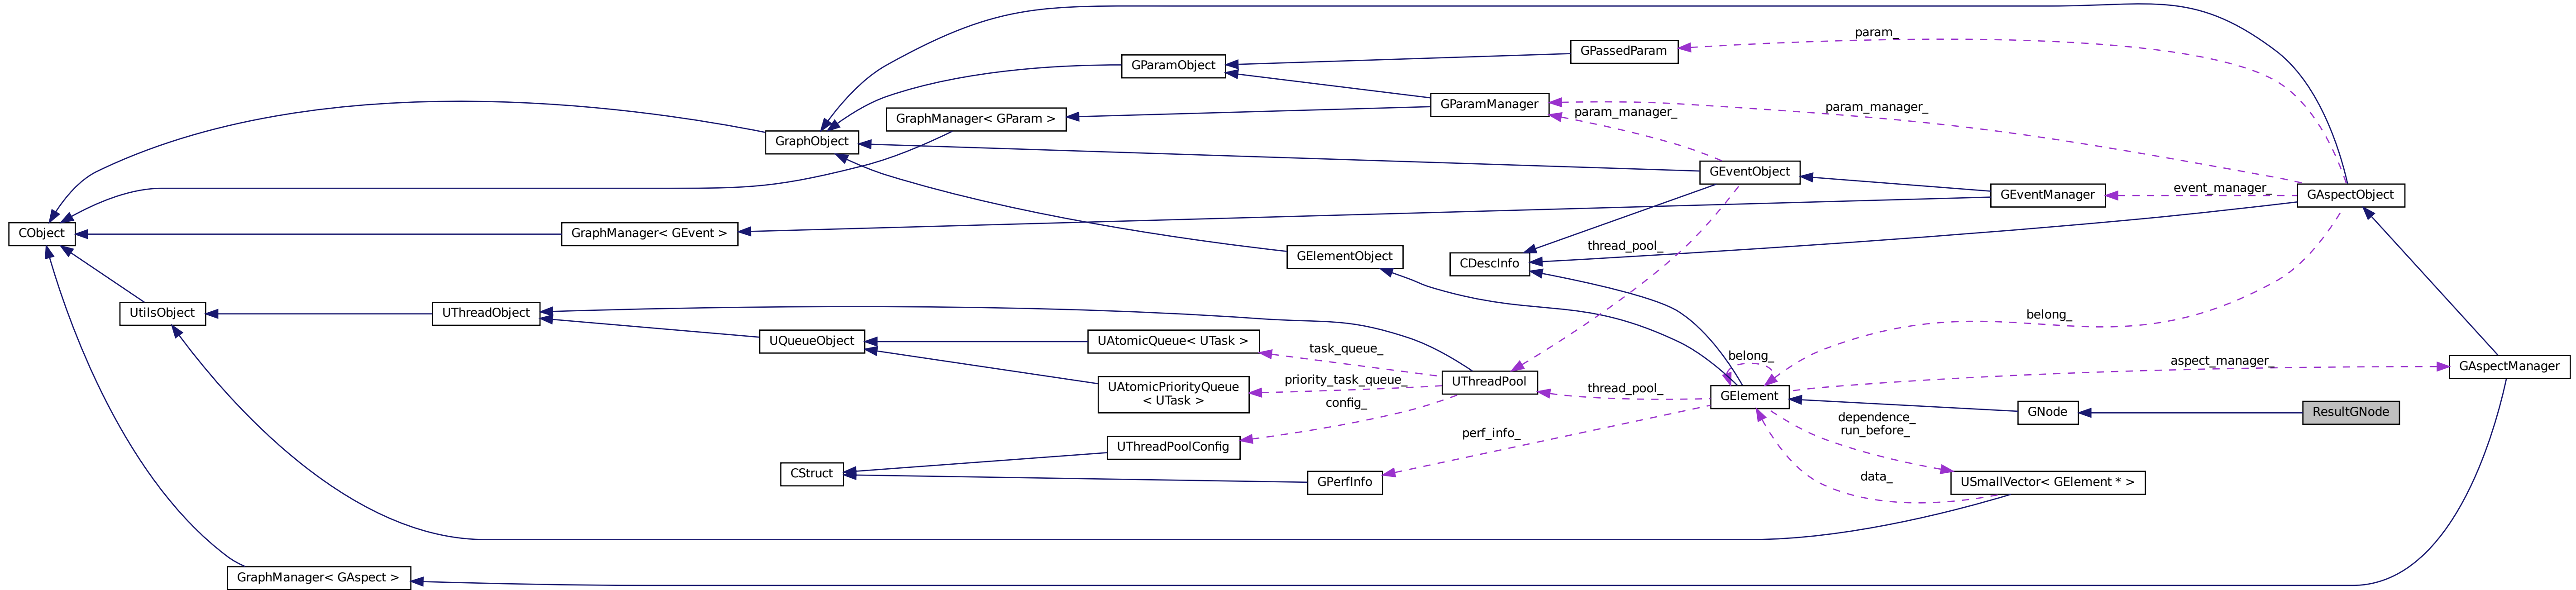 param_
GPassedParam
GParamObject
GParamManager
param_manager_
param_manager_
GraphManager< GParam >
GraphObject
GEventObject
GEventManager
event_manager_
GAspectObject
CObject
GraphManager< GEvent >
thread_pool_
GElementObject
CDescInfo
UtilsObject
UThreadObject
belong_
UQueueObject
UAtomicQueue< UTask >
task_queue_
belong_
aspect_manager_
GAspectManager
UAtomicPriorityQueue
< UTask >
priority_task_queue_
UThreadPool
thread_pool_
GElement
config_
GNode
ResultGNode
dependence_
run_before_
perf_info_
UThreadPoolConfig
CStruct
GPerfInfo
data_
USmallVector< GElement * >
GraphManager< GAspect >